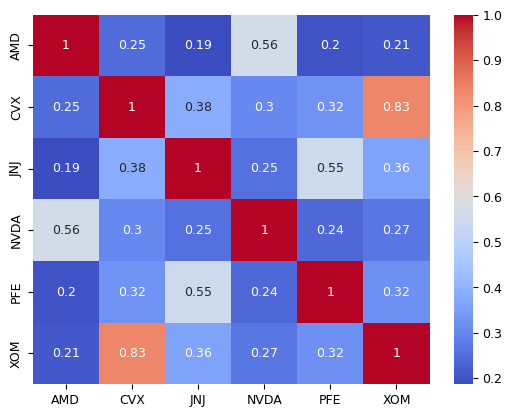 1.0
AMD 1 0.25 0.19 0.56 0.2 0.21
0.9
CVX 0.25 1 0.38 0.3 0.32 0.83
0.8
JNJ 0.19 0.38 1 0.25 0.55 0.36
0.7
0.6
NVDA 0.56 0.3 0.25 1 0.24 0.27
0.5
0.4
PFE 0.2 0.32 0.55 0.24 1 0.32
0.3
XOM 0.21 0.83 0.36 0.27 0.32 1
0.2
AMD CVX JNJ NVDA PFE XOM